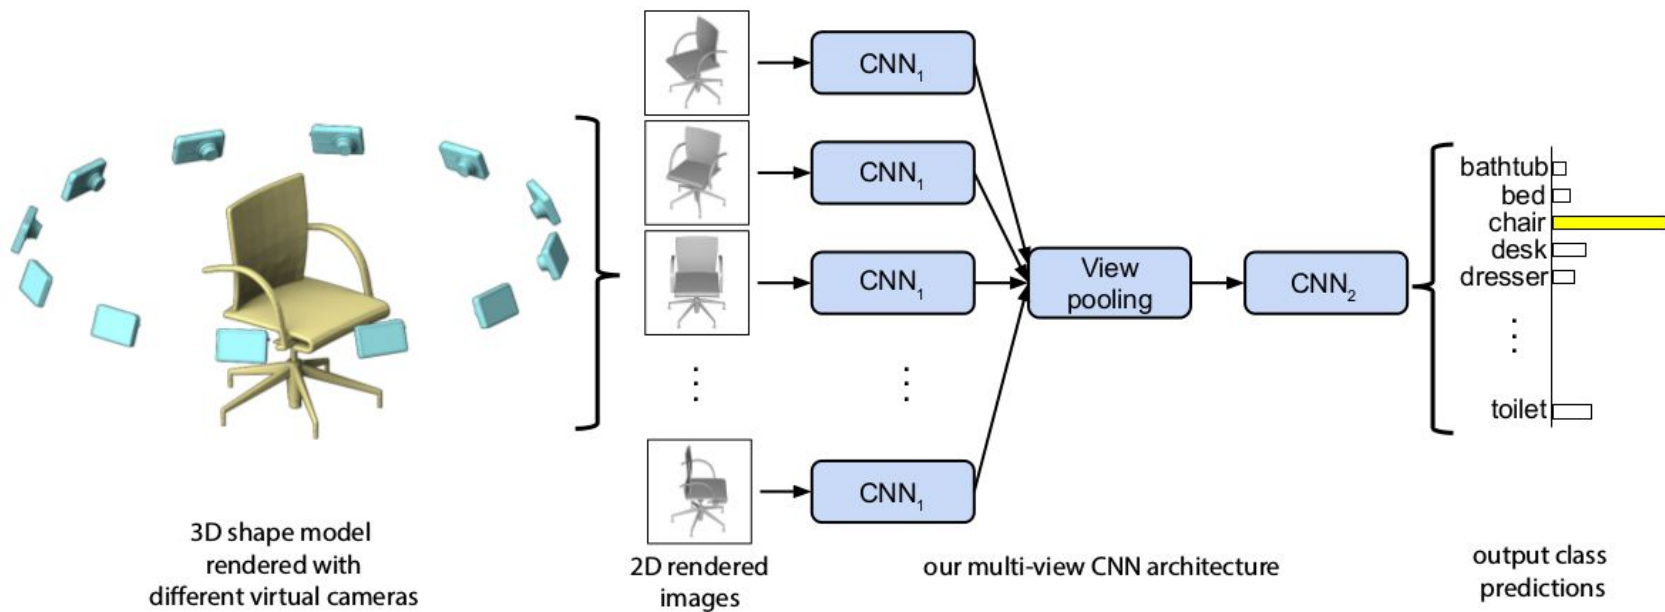 CNN₁
CNN₁
CNN₁
CNN₁
View
pooling
CNN₂
bathtub
bed
chair
desk
dresser
toilet
3D shape model
rendered with
different virtual cameras
2D rendered
images
our multi-view CNN architecture
output class
predictions